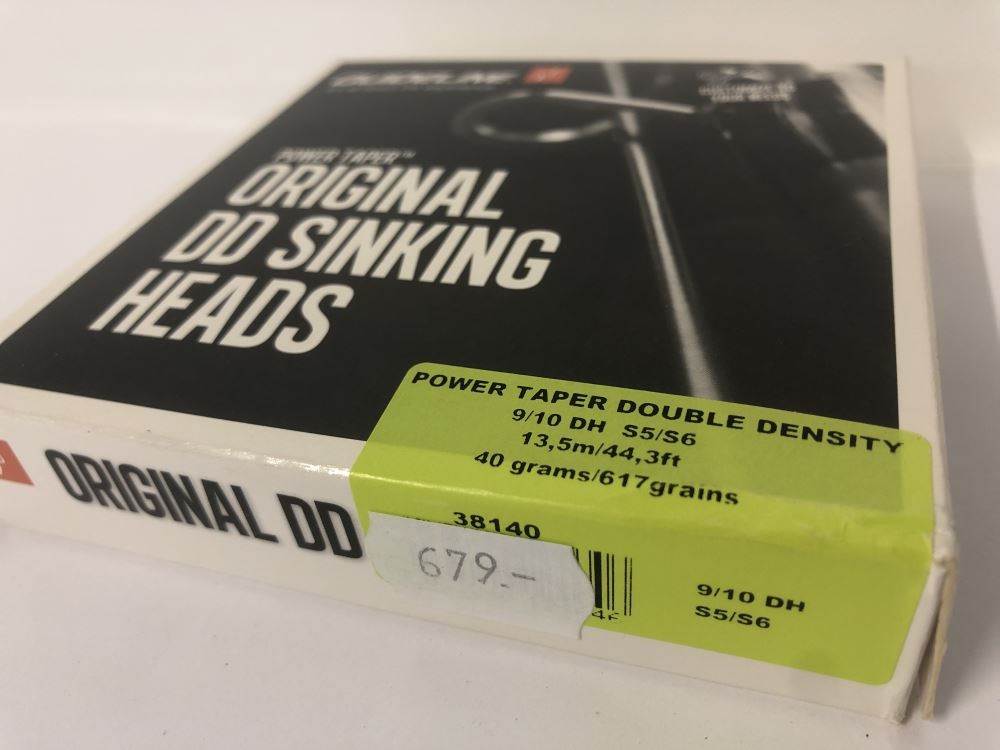 GUIDELINE
POWER TAPER™
ORIGINAL
DD SINKING
HEADS
POWER TAPER DOUBLE DENSITY
9/10 DH S5/S6
13,5m/44,3ft
40 grams/617grains
ORIGINAL DD
38140
679.-
9/10 DH
S5/S6